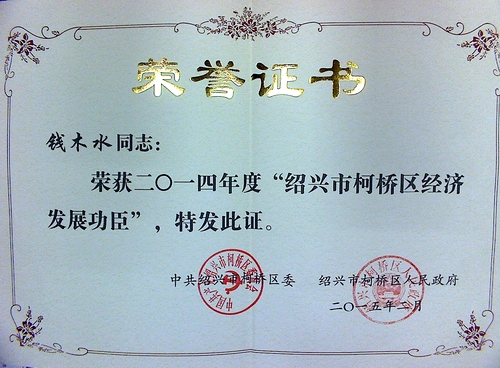 荣誉证书
钱木水同志:
荣获二〇一四年度“绍兴市柯桥区经济
发展功臣”,特发此证。
中共绍兴市柯桥区委 绍兴市柯桥区人民政府
二〇一五年二月